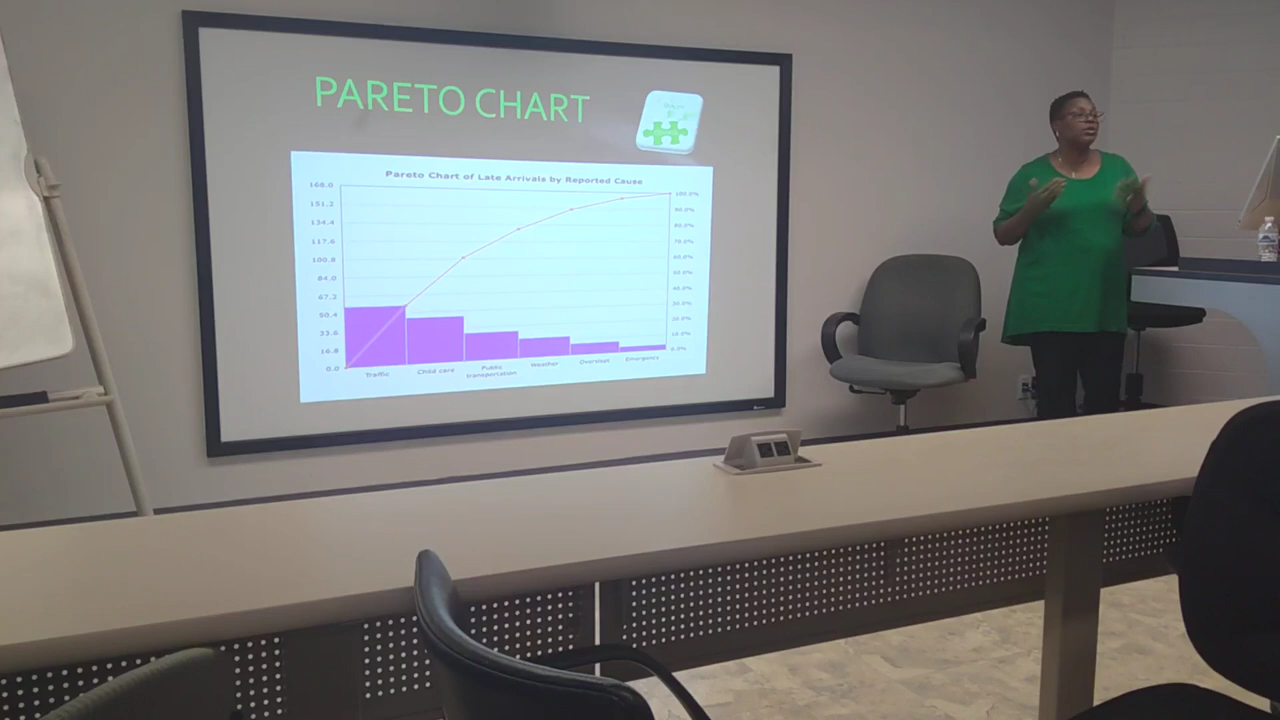 PARETO CHART
Pareto Chart of Late Arrivals by Reported Cause
168.0
151.2
134.4
117.6
100.8
84.0
67.2
50.4
33.6
16.8
0.0
100.0%
90.0%
80.0%
70.0%
60.0%
50.0%
40.0%
30.0%
20.0%
10.0%
0.0%
Traffic
Child care
Public
transportation
Weather
Overslept
Emergency